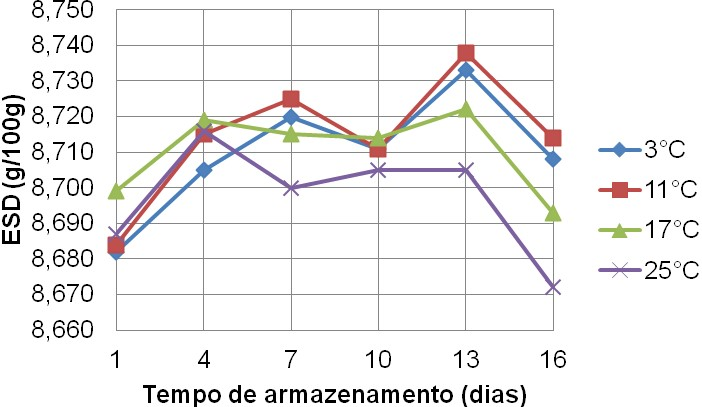 8,750
8,740
8,730
8,720
8,710
8,700
8,690
8,680
8,670
8,660
ESD (g/100g)
1 4 7 10 13 16
Tempo de armazenamento (dias)
3°C
11°C
17°C
25°C